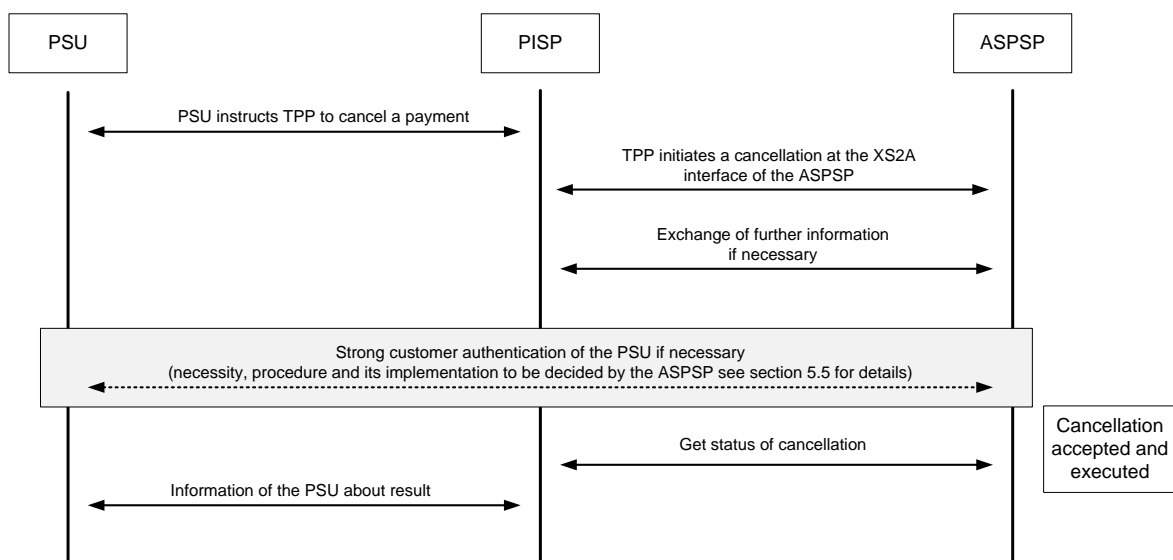 PSU
PISP
ASPSP
PSU instructs TPP to cancel a payment
TPP initiates a cancellation at the XS2A
interface of the ASPSP
Exchange of further information
if necessary
Strong customer authentication of the PSU if necessary
(necessity, procedure and its implementation to be decided by the ASPSP see section 5.5 for details)
Get status of cancellation
Cancellation
accepted and
executed
Information of the PSU about result